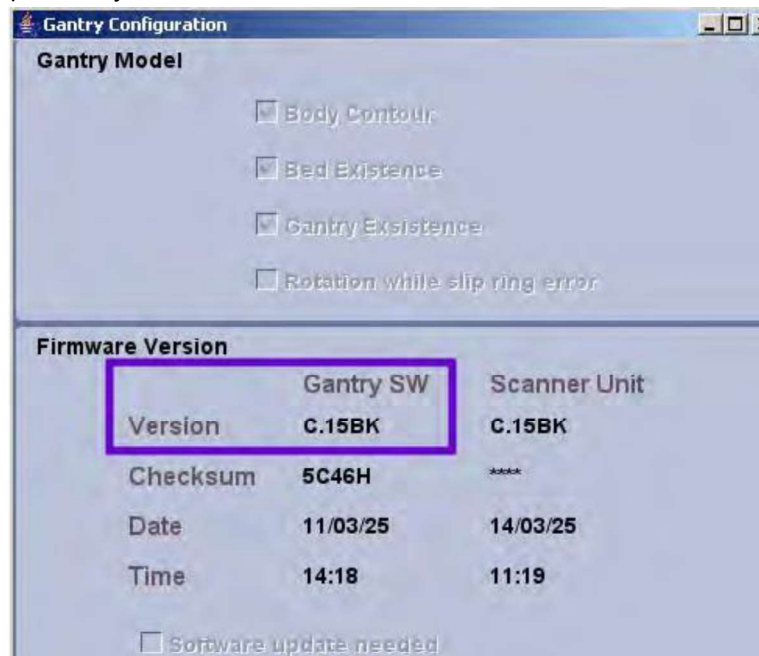 Gantry Configuration
Gantry Model
Body Contour
Bed Existence
Gantry Exsistence
Rotation while slip ring error
Firmware Version
Gantry SW Scanner Unit
Version C.15BK C.15BK
Checksum 5C46H ****
Date 11/03/25 14/03/25
Time 14:18 11:19
Software update needed